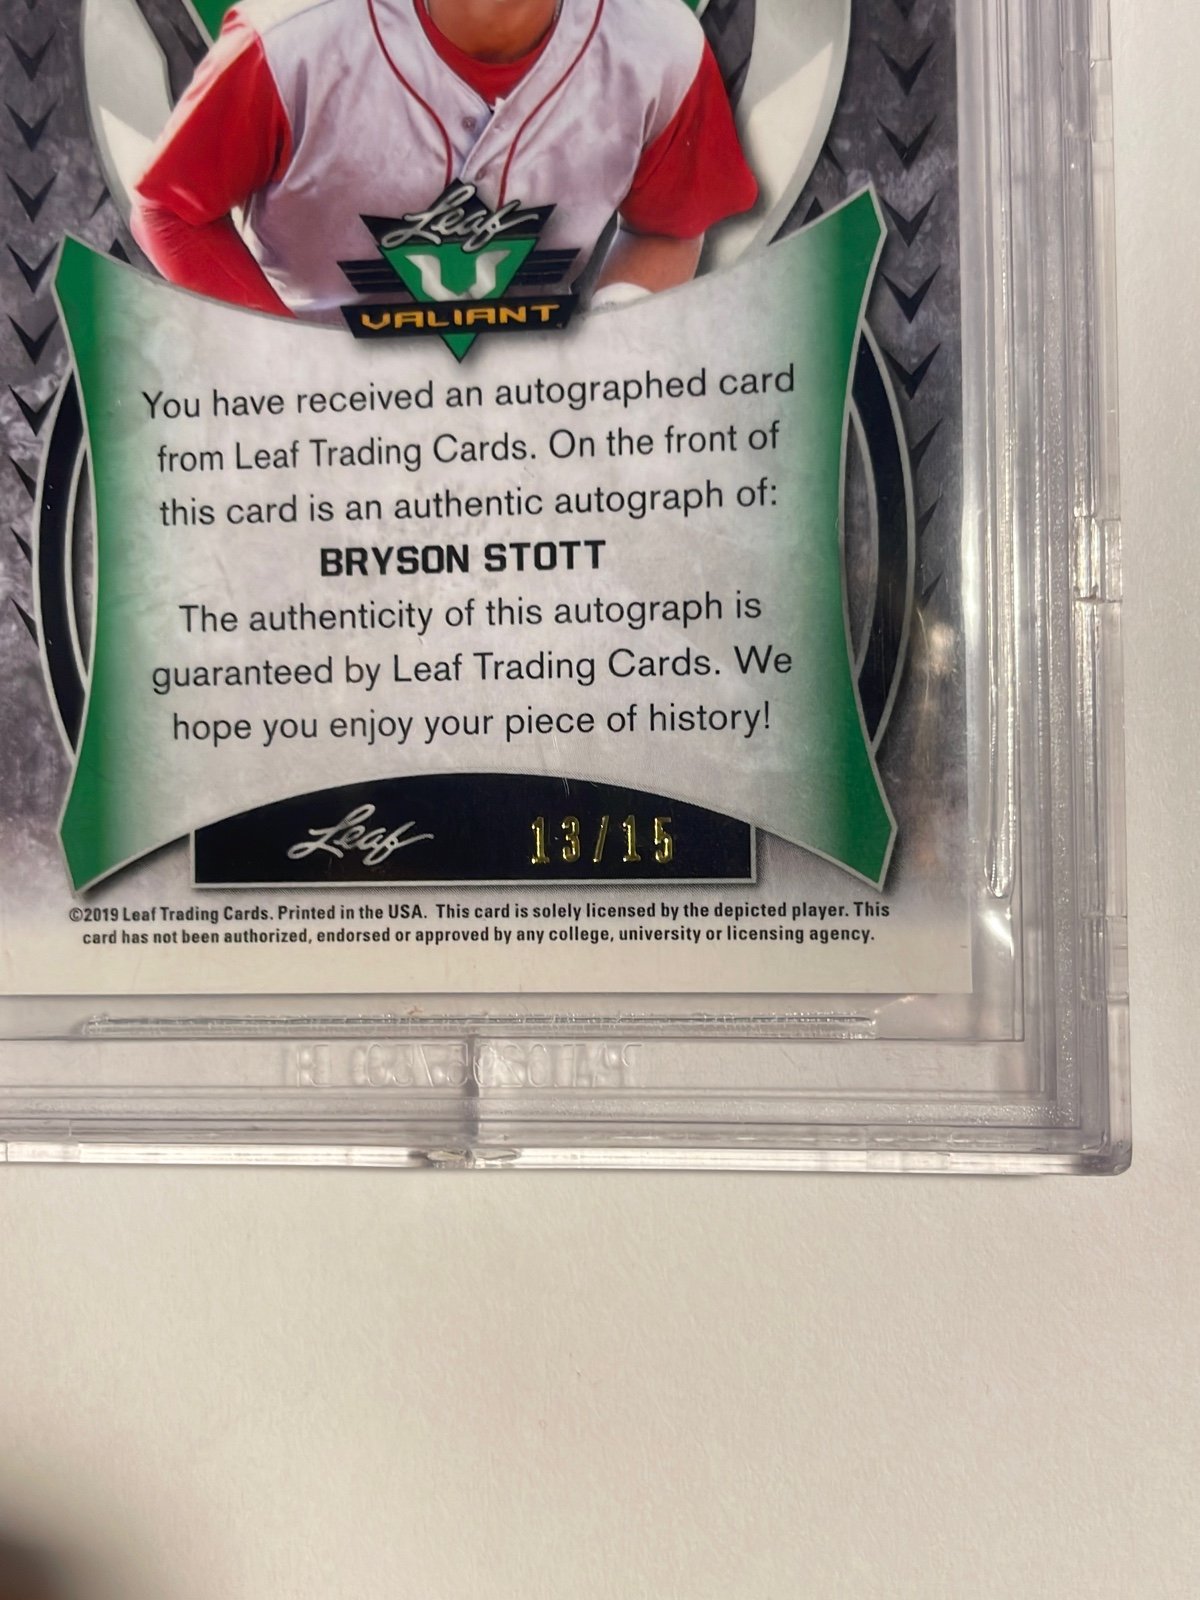 Leaf
VALIANT
You have received an autographed card
from Leaf Trading Cards. On the front of
this card is an authentic autograph of:
BRYSON STOTT
The authenticity of this autograph is
guaranteed by Leaf Trading Cards. We
hope you enjoy your piece of history!
Leaf 13/15
©2019 Leaf Trading Cards. Printed in the USA. This card is solely licensed by the depicted player. This
card has not been authorized, endorsed or approved by any college, university or licensing agency.